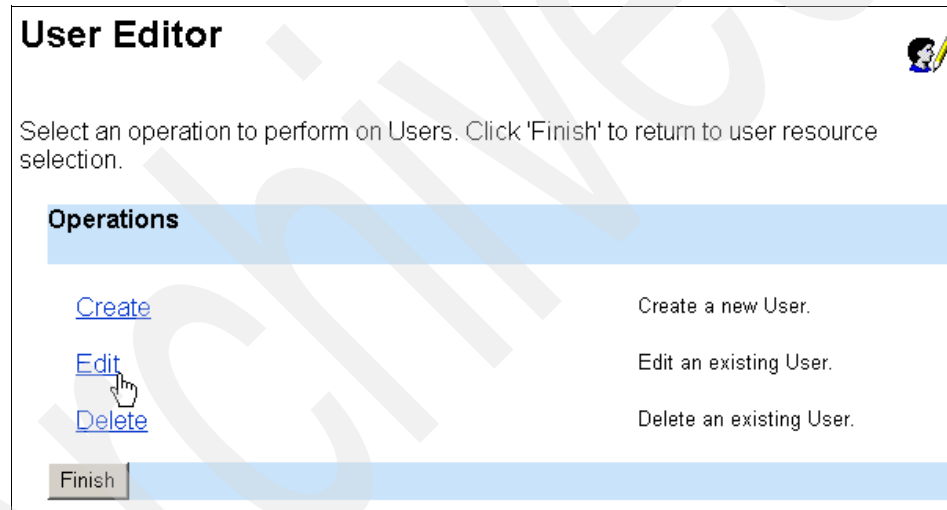 User Editor
Select an operation to perform on Users. Click 'Finish' to return to user resource
selection.
Operations
Create Create a new User.
Edit Edit an existing User.
Delete Delete an existing User.
Finish